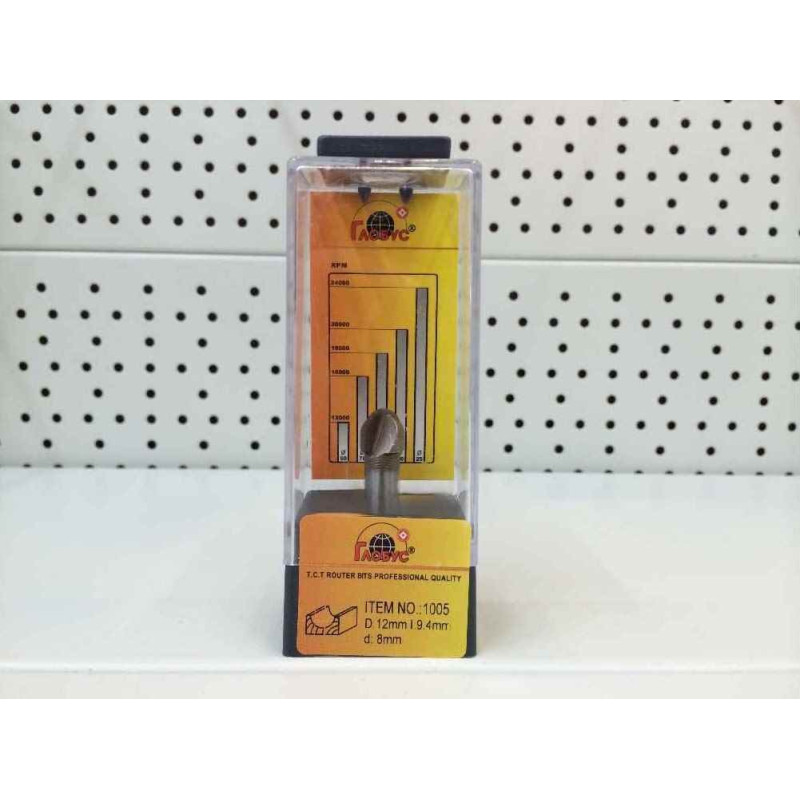 ГЛОБУС®
RPM
24000
20000
18000
16000
12000
Ø
Ø
25
ГЛОБУС®
T.C.T ROUTER BITS PROFESSIONAL QUALITY
ITEM NO.:1005
D:12mm I:9.4mm
d: 8mm